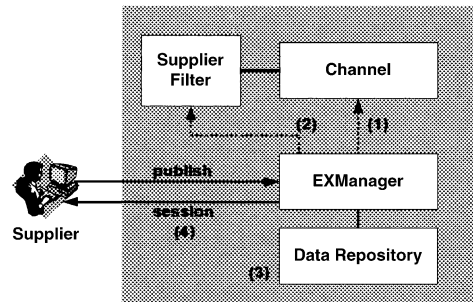 Supplier
Filter
Channel
(2)
(1)
publish
EXManager
session
Supplier
(4)
Data Repository
(3)